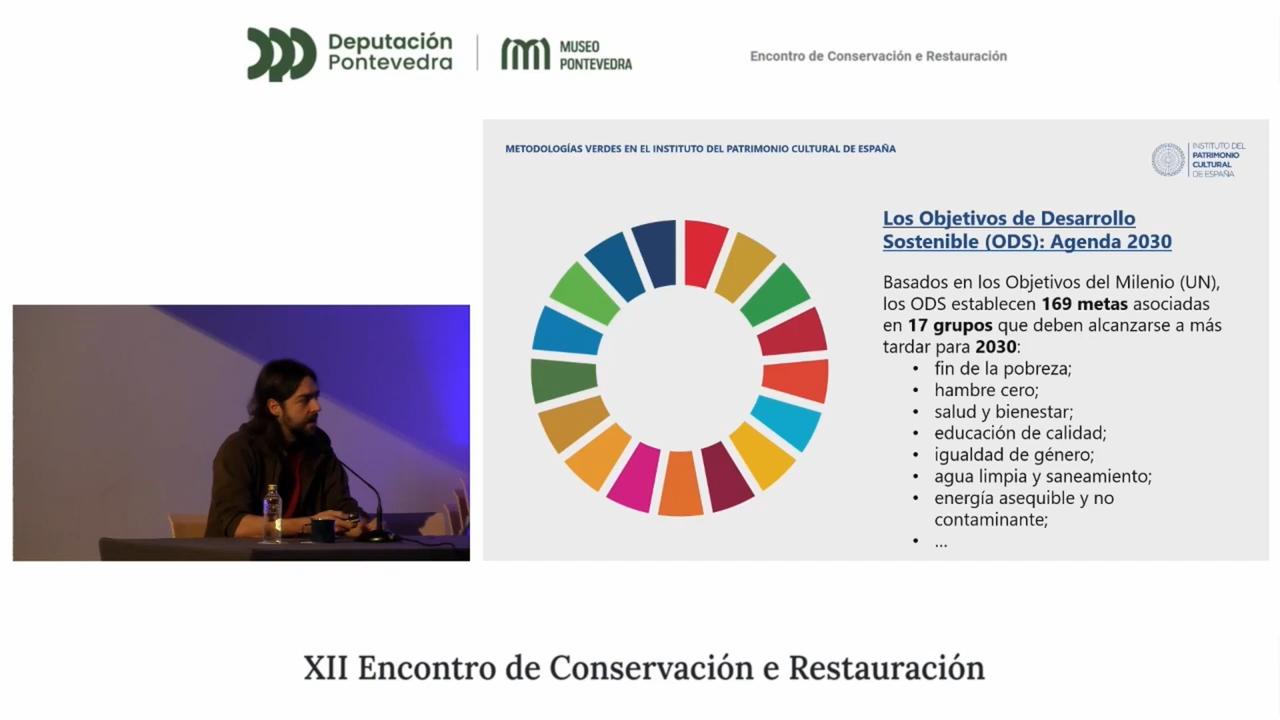 Deputación
Pontevedra
MUSEO
PONTEVEDRA
Encontro de Conservación e Restauración
METODOLOGÍAS VERDES EN EL INSTITUTO DEL PATRIMONIO CULTURAL DE ESPAÑA
INSTITUTO DEL
PATRIMONIO
CULTURAL
DE ESPAÑA
Los Objetivos de Desarrollo
Sostenible (ODS): Agenda 2030
Basados en los Objetivos del Milenio (UN),
los ODS establecen 169 metas asociadas
en 17 grupos que deben alcanzarse a más
tardar para 2030:
• fin de la pobreza;
• hambre cero;
• salud y bienestar;
• educación de calidad;
• igualdad de género;
• agua limpia y saneamiento;
• energía asequible y no
contaminante;
• ...
XII Encontro de Conservación e Restauración